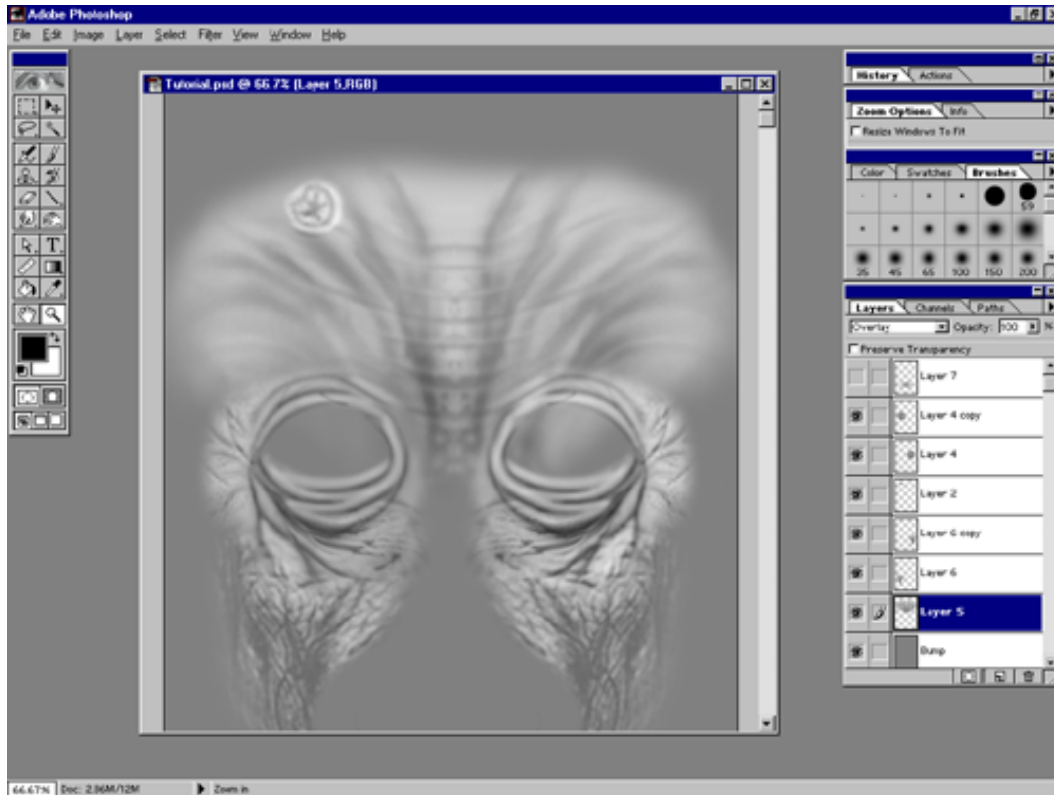 Adobe Photoshop
File Edit Image Layer Select Filter View Window Help
Tutorial.psd @ 66.7% (Layer 5,RGB)
History Actions
Zoom Options Info
Resize Windows To Fit
Color Swatches Brushes
59
35 45 65 100 150 200
Layers Channels Paths
Overlay Opacity: 100 %
Preserve Transparency
Layer 7
Layer 4 copy
Layer 4
Layer 2
Layer 6 copy
Layer 6
Layer 5
Bump
T
66.67% Doc: 2.86M/12M Zoom in